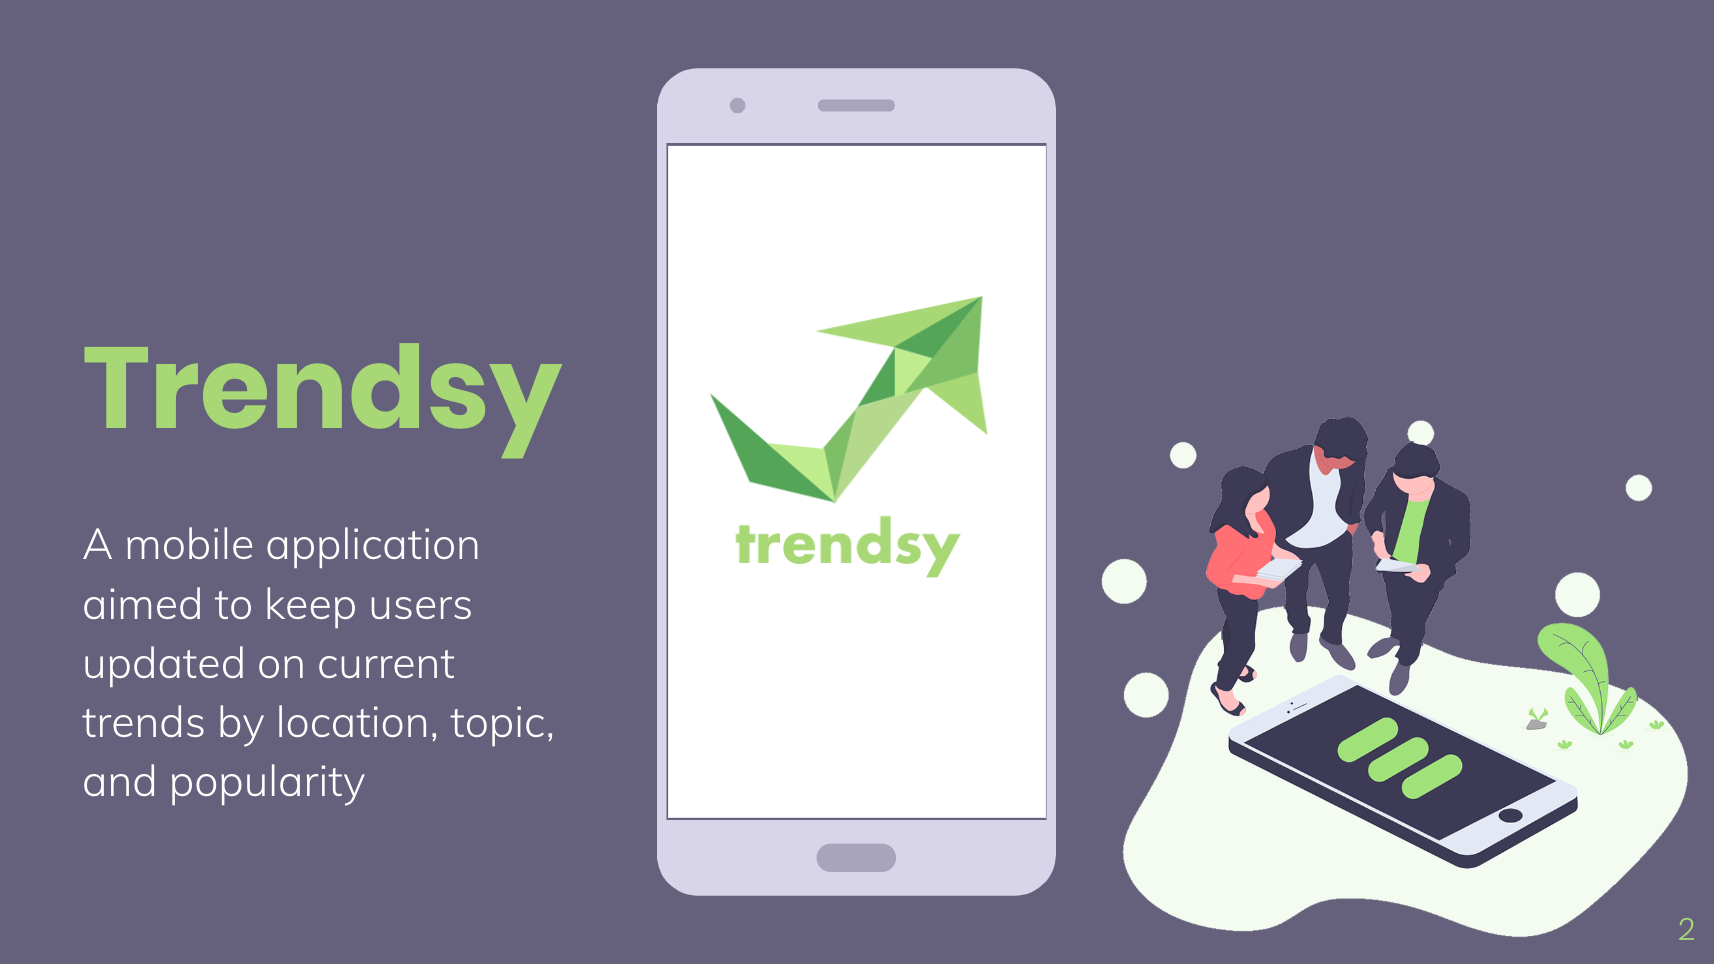 Trendsy
A mobile application
aimed to keep users
updated on current
trends by location, topic,
and popularity
trendsy
2